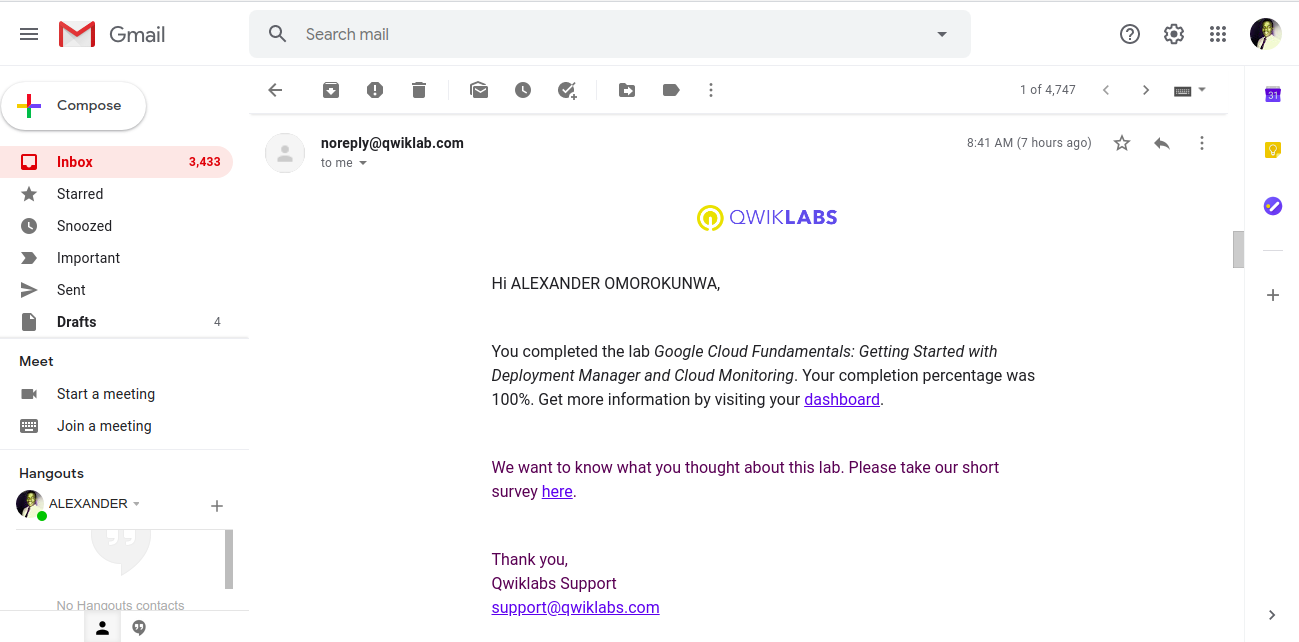 Gmail
Search mail
Compose
1 of 4,747
31
Inbox 3,433
Starred
Snoozed
Important
Sent
Drafts 4
Meet
Start a meeting
Join a meeting
Hangouts
ALEXANDER
No Hangouts contacts
noreply@qwiklab.com
to me
8:41 AM (7 hours ago)
QWIKLABS
Hi ALEXANDER OMOROKUNWA,
You completed the lab Google Cloud Fundamentals: Getting Started with
Deployment Manager and Cloud Monitoring. Your completion percentage was
100%. Get more information by visiting your dashboard.
We want to know what you thought about this lab. Please take our short
survey here.
Thank you,
Qwiklabs Support
support@qwiklabs.com